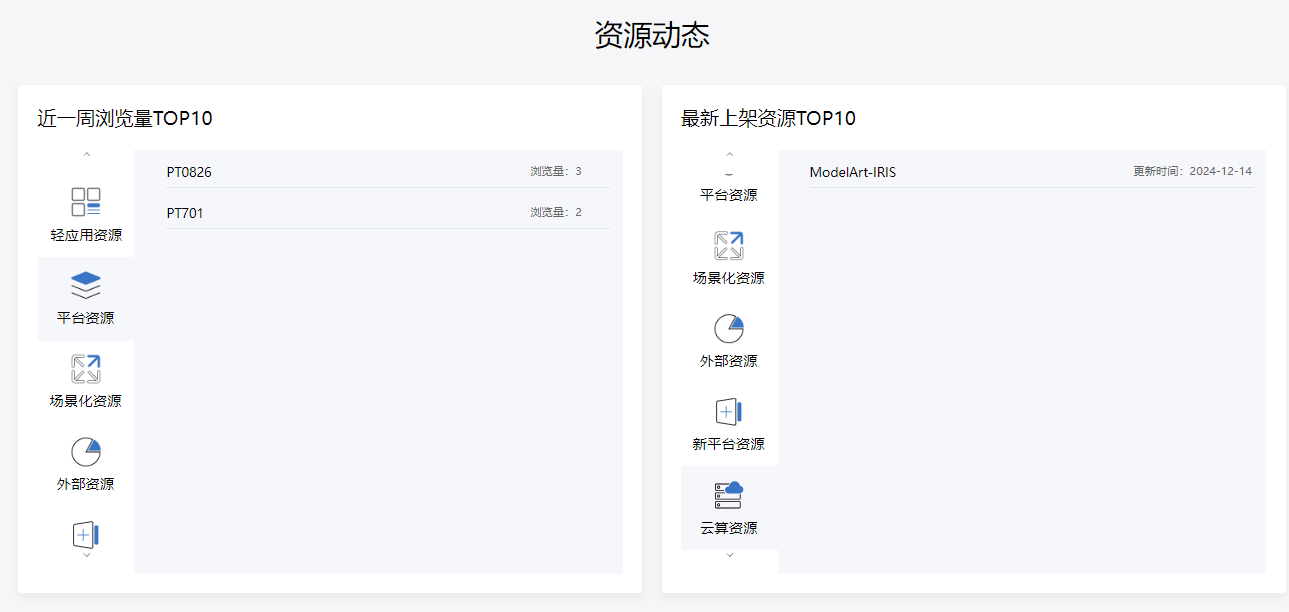 资源动态
近一周浏览量TOP10
轻应用资源
平台资源
场景化资源
外部资源
PT0826 浏览量：3
PT701 浏览量：2
最新上架资源TOP10
平台资源
场景化资源
外部资源
新平台资源
云算资源
ModelArt-IRIS 更新时间：2024-12-14